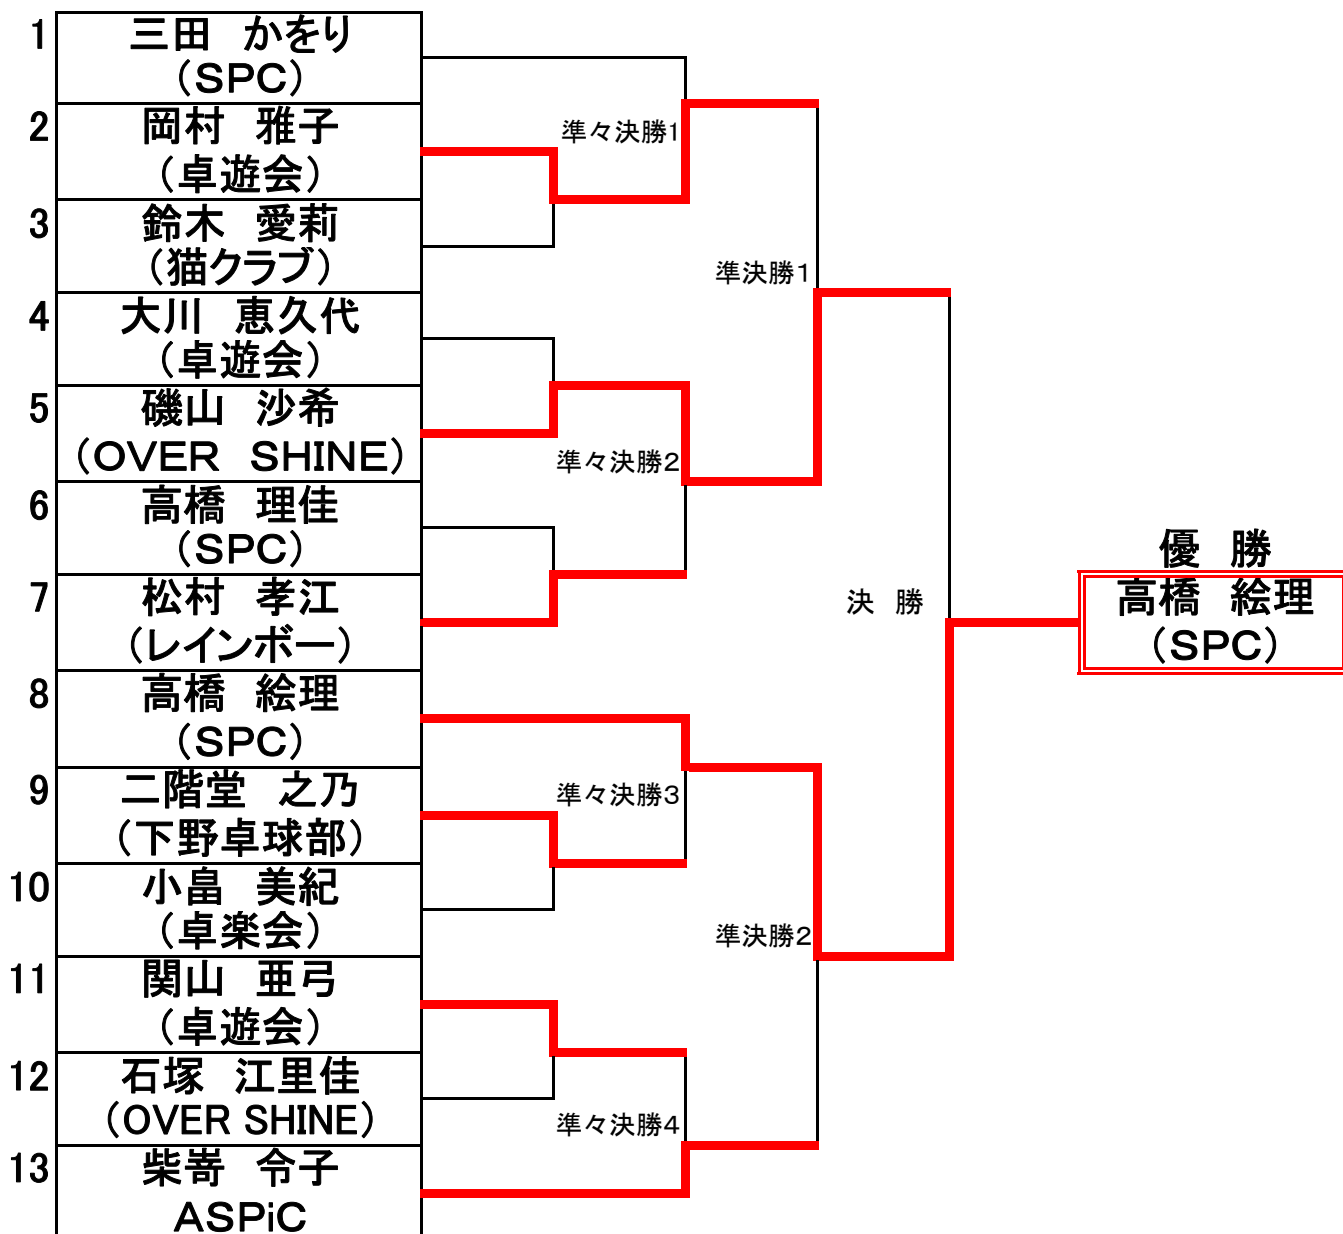 1 三田　かをり
（SPC）
2 岡村　雅子
（卓遊会）
準々決勝1
3 鈴木　愛莉
（猫クラブ）
準決勝1
4 大川　恵久代
（卓遊会）
5 磯山　沙希
（OVER　SHINE）
準々決勝2
6 高橋　理佳
（SPC）
7 松村　孝江
（レインボー）
決　勝
優　勝
高橋　絵理
（SPC）
8 高橋　絵理
（SPC）
9 二階堂　之乃
（下野卓球部）
準々決勝3
10 小畠　美紀
（卓楽会）
準決勝2
11 関山　亜弓
（卓遊会）
12 石塚　江里佳
（OVER SHINE）
準々決勝4
13 柴嵜　令子
ASPiC